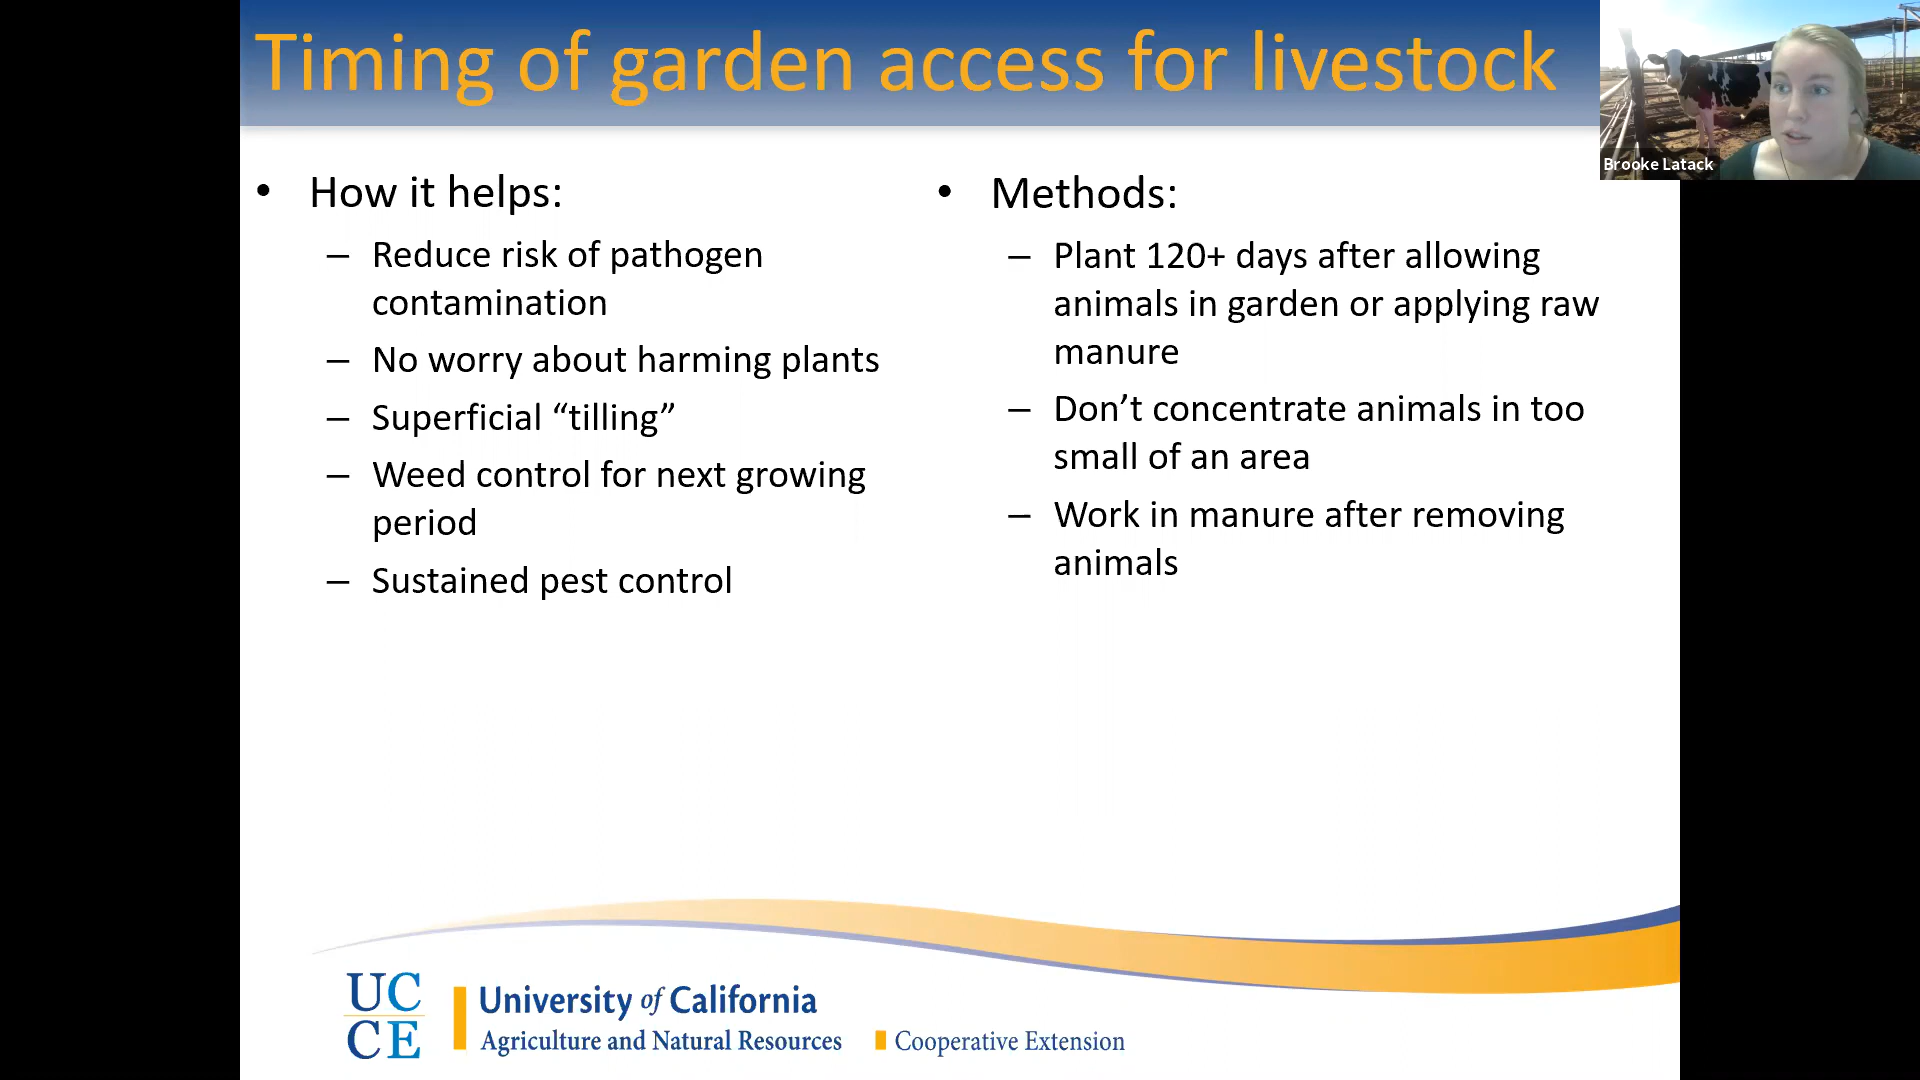 Timing of garden access for livestock
Brooke Latack
• How it helps:
– Reduce risk of pathogen
contamination
– No worry about harming plants
– Superficial “tilling”
– Weed control for next growing
period
– Sustained pest control
• Methods:
– Plant 120+ days after allowing
animals in garden or applying raw
manure
– Don’t concentrate animals in too
small of an area
– Work in manure after removing
animals
UC
CE
University of California
Agriculture and Natural Resources
Cooperative Extension